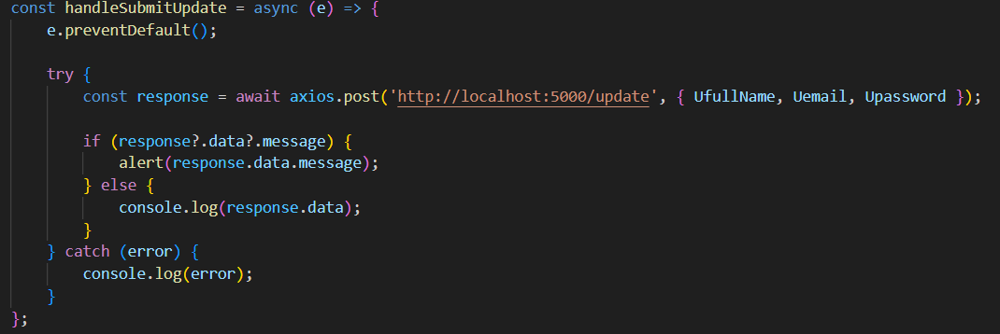 const handleSubmitUpdate = async (e) => {
    e.preventDefault();

    try {
        const response = await axios.post('http://localhost:5000/update', { UfullName, Uemail, Upassword });

        if (response?.data?.message) {
            alert(response.data.message);
        } else {
            console.log(response.data);
        }
    } catch (error) {
        console.log(error);
    }
};